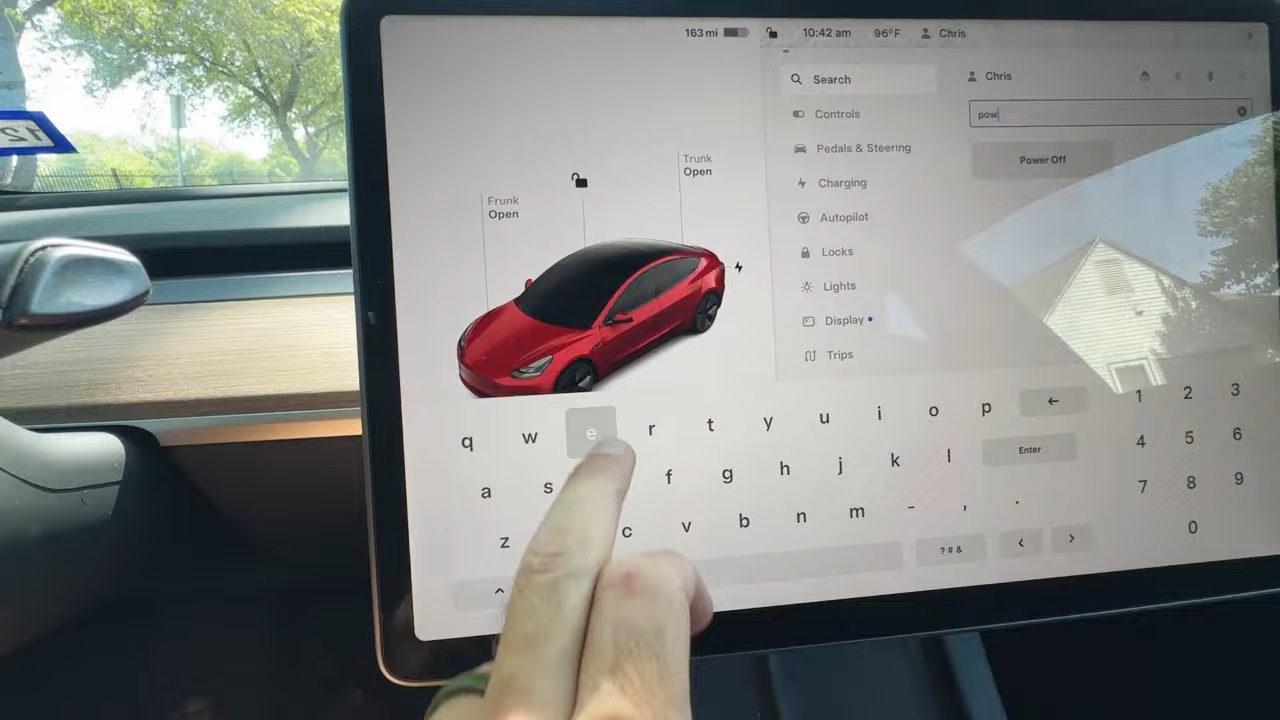 163 mi
10:42 am
96°F
Chris
Search
Controls
Pedals & Steering
Charging
Autopilot
Locks
Lights
Display
Trips
Chris
pow
Power Off
Frunk
Open
Trunk
Open
q w e r t y u i o p
a s f g h j k l Enter
z c v b n m - , .
? # &
1 2 3
4 5 6
7 8 9
0
12